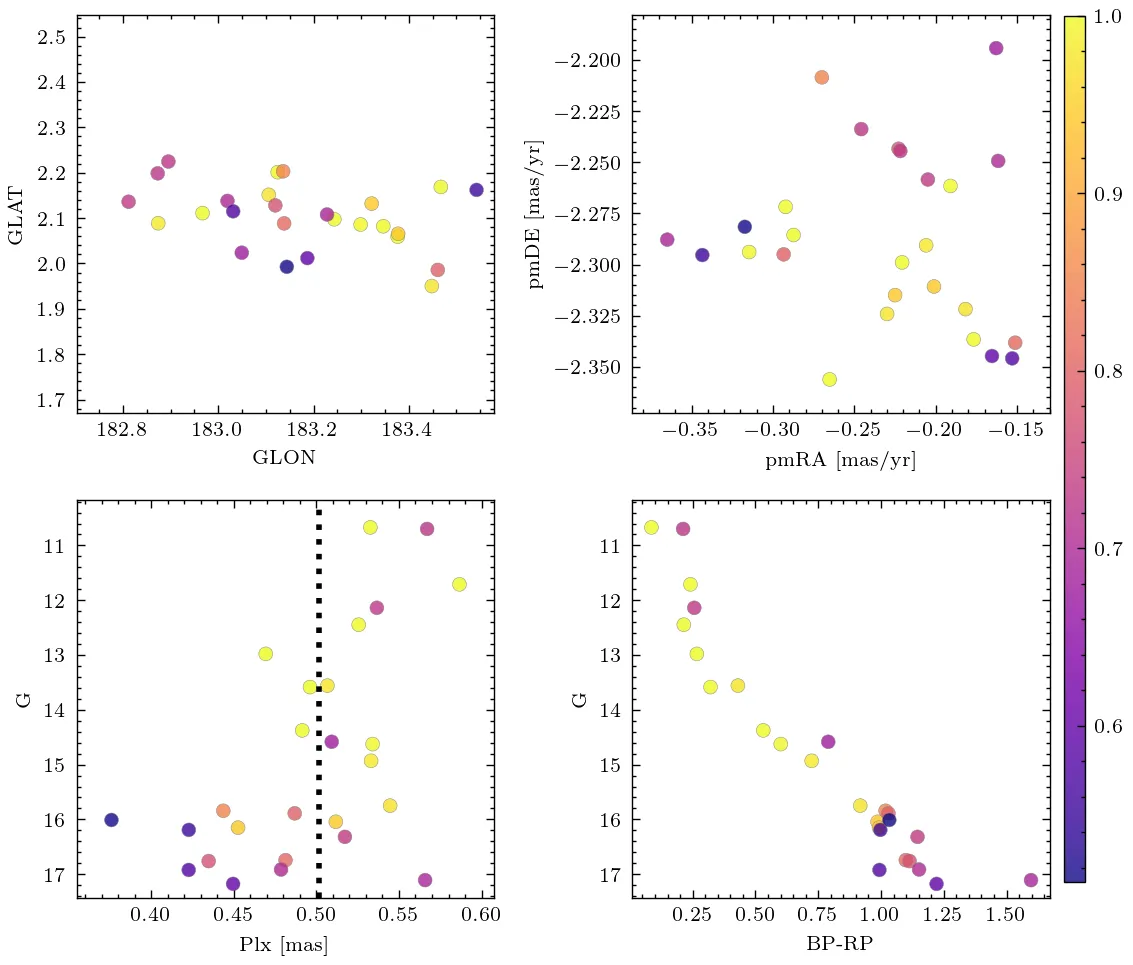 2.5
2.4
2.3
2.2
2.1
2.0
1.9
1.8
1.7
GLAT
182.8 183.0 183.2 183.4
GLON
−2.200
−2.225
−2.250
−2.275
−2.300
−2.325
−2.350
pmDE [mas/yr]
−0.35 −0.30 −0.25 −0.20 −0.15
pmRA [mas/yr]
1.0
0.9
0.8
0.7
0.6
11
12
13
14
15
16
17
G
0.40 0.45 0.50 0.55 0.60
Plx [mas]
11
12
13
14
15
16
17
G
0.25 0.50 0.75 1.00 1.25 1.50
BP-RP